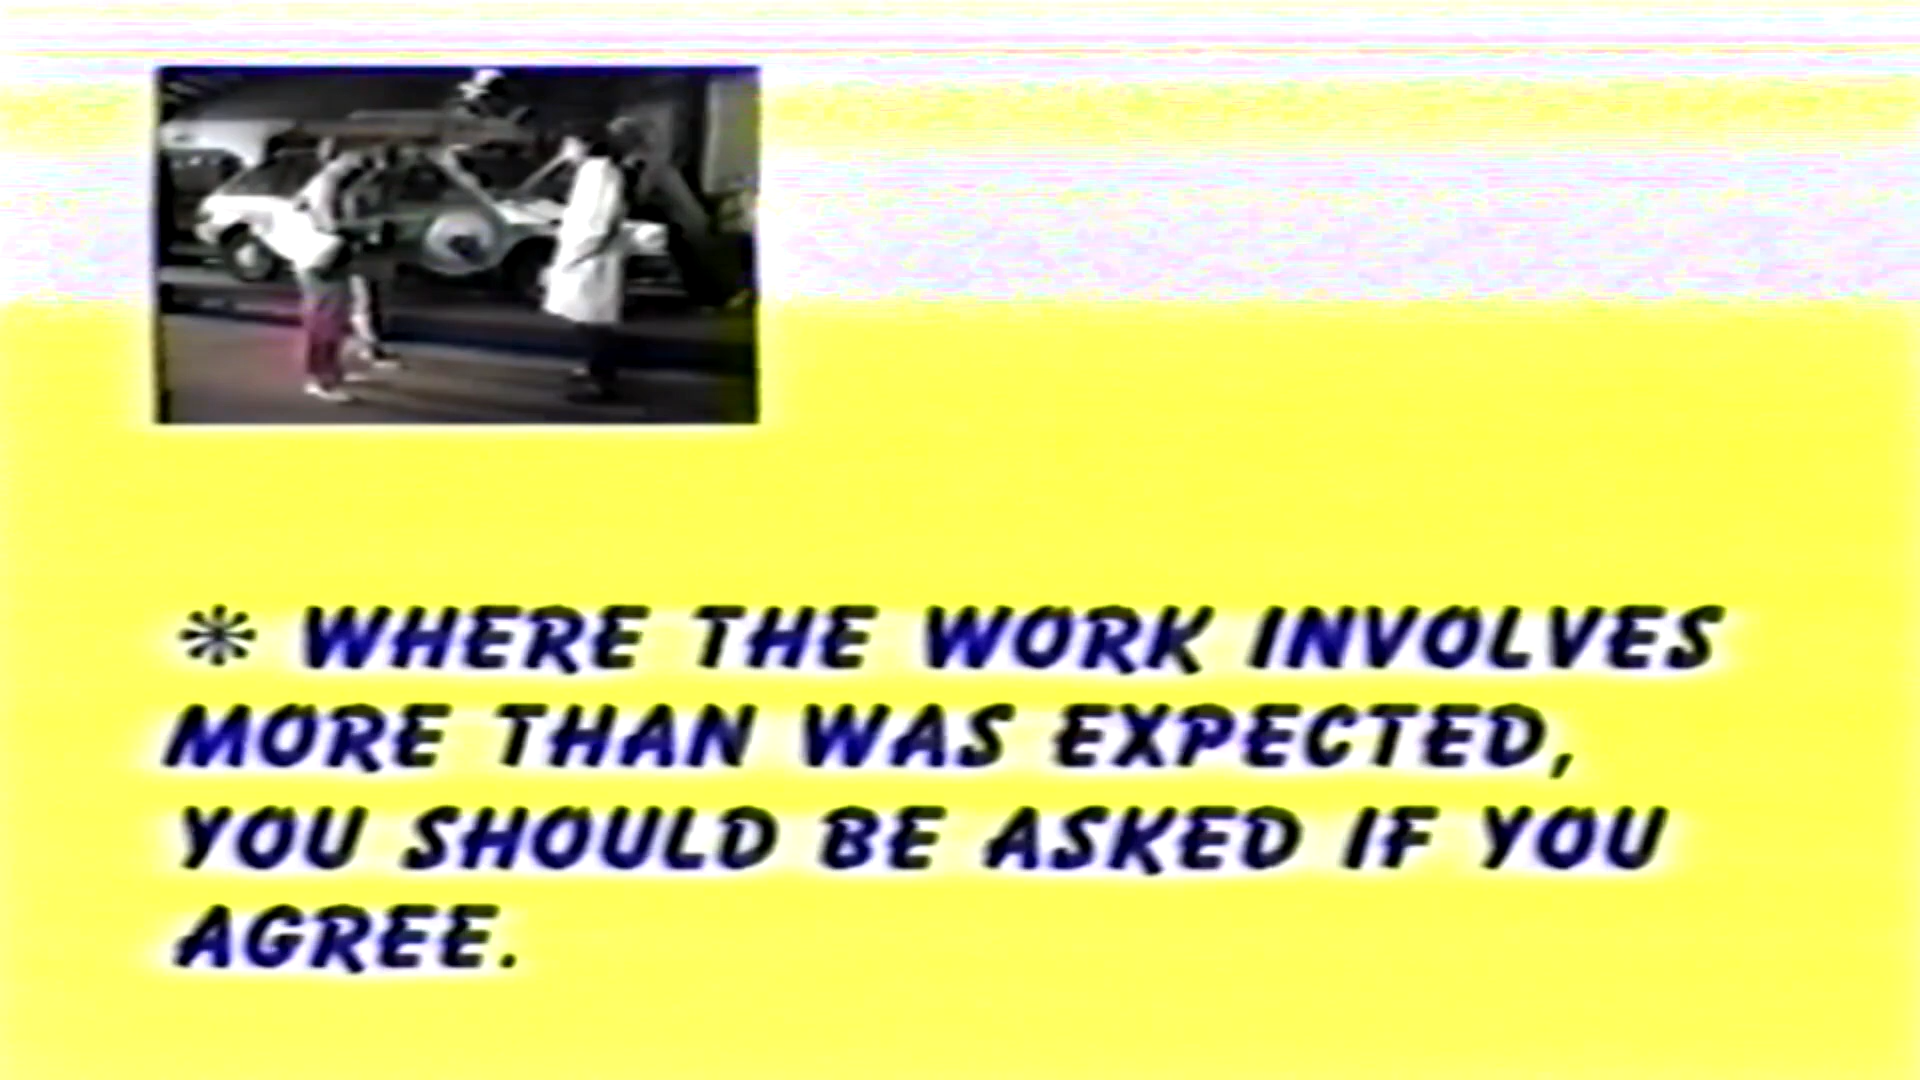 * WHERE THE WORK INVOLVES
MORE THAN WAS EXPECTED,
YOU SHOULD BE ASKED IF YOU
AGREE.